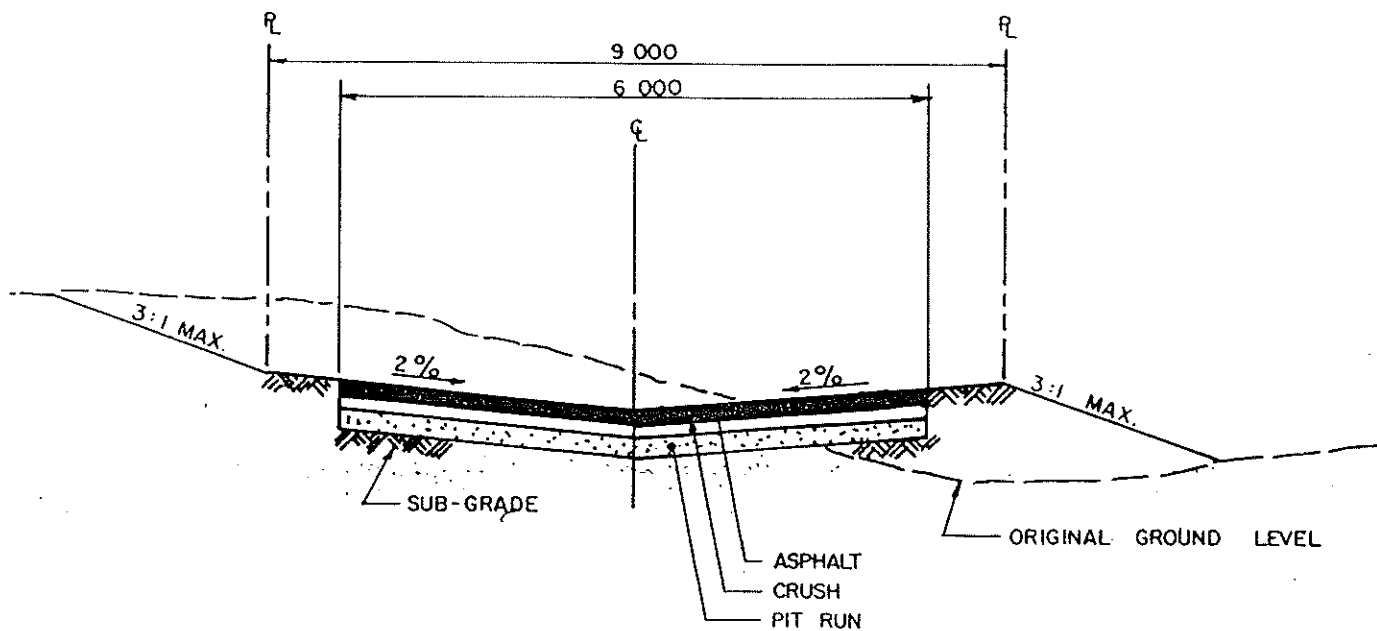 PL
PL
9 000
6 000
CL
3:1 MAX.
2%
2%
3:1 MAX.
SUB-GRADE
ORIGINAL GROUND LEVEL
ASPHALT
CRUSH
PIT RUN